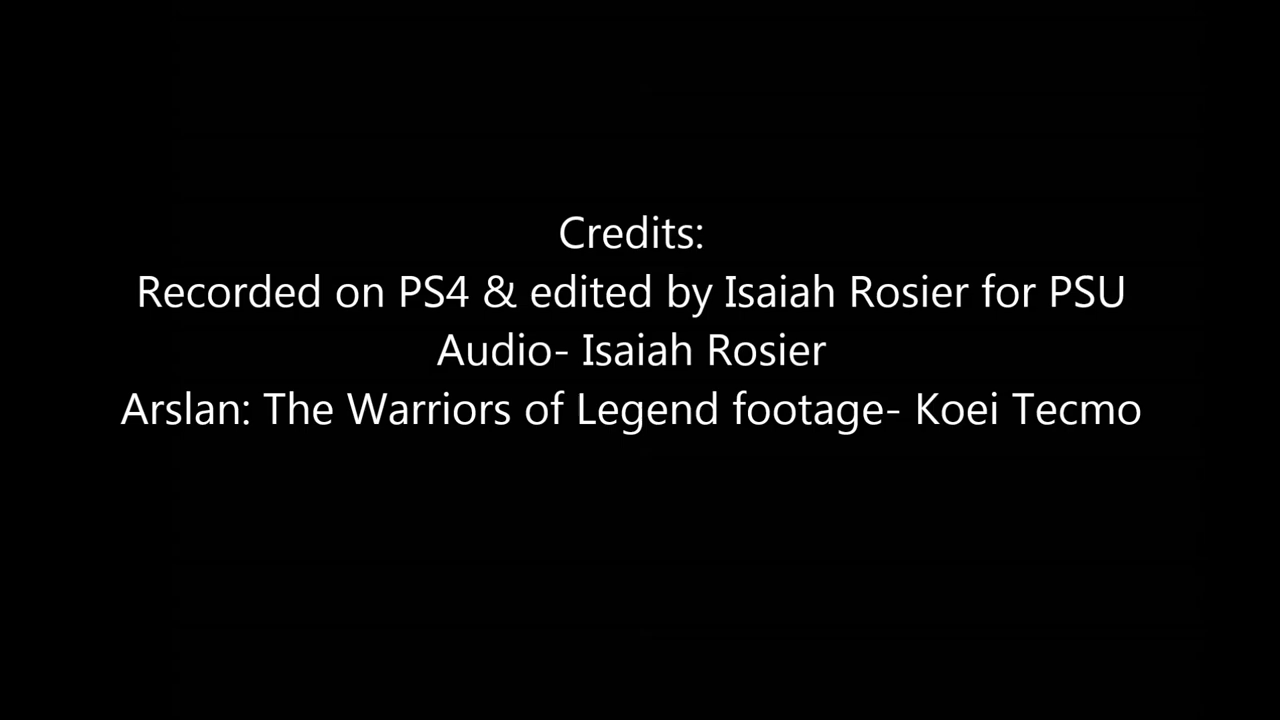 Credits:
Recorded on PS4 & edited by Isaiah Rosier for PSU
Audio- Isaiah Rosier
Arslan: The Warriors of Legend footage- Koei Tecmo